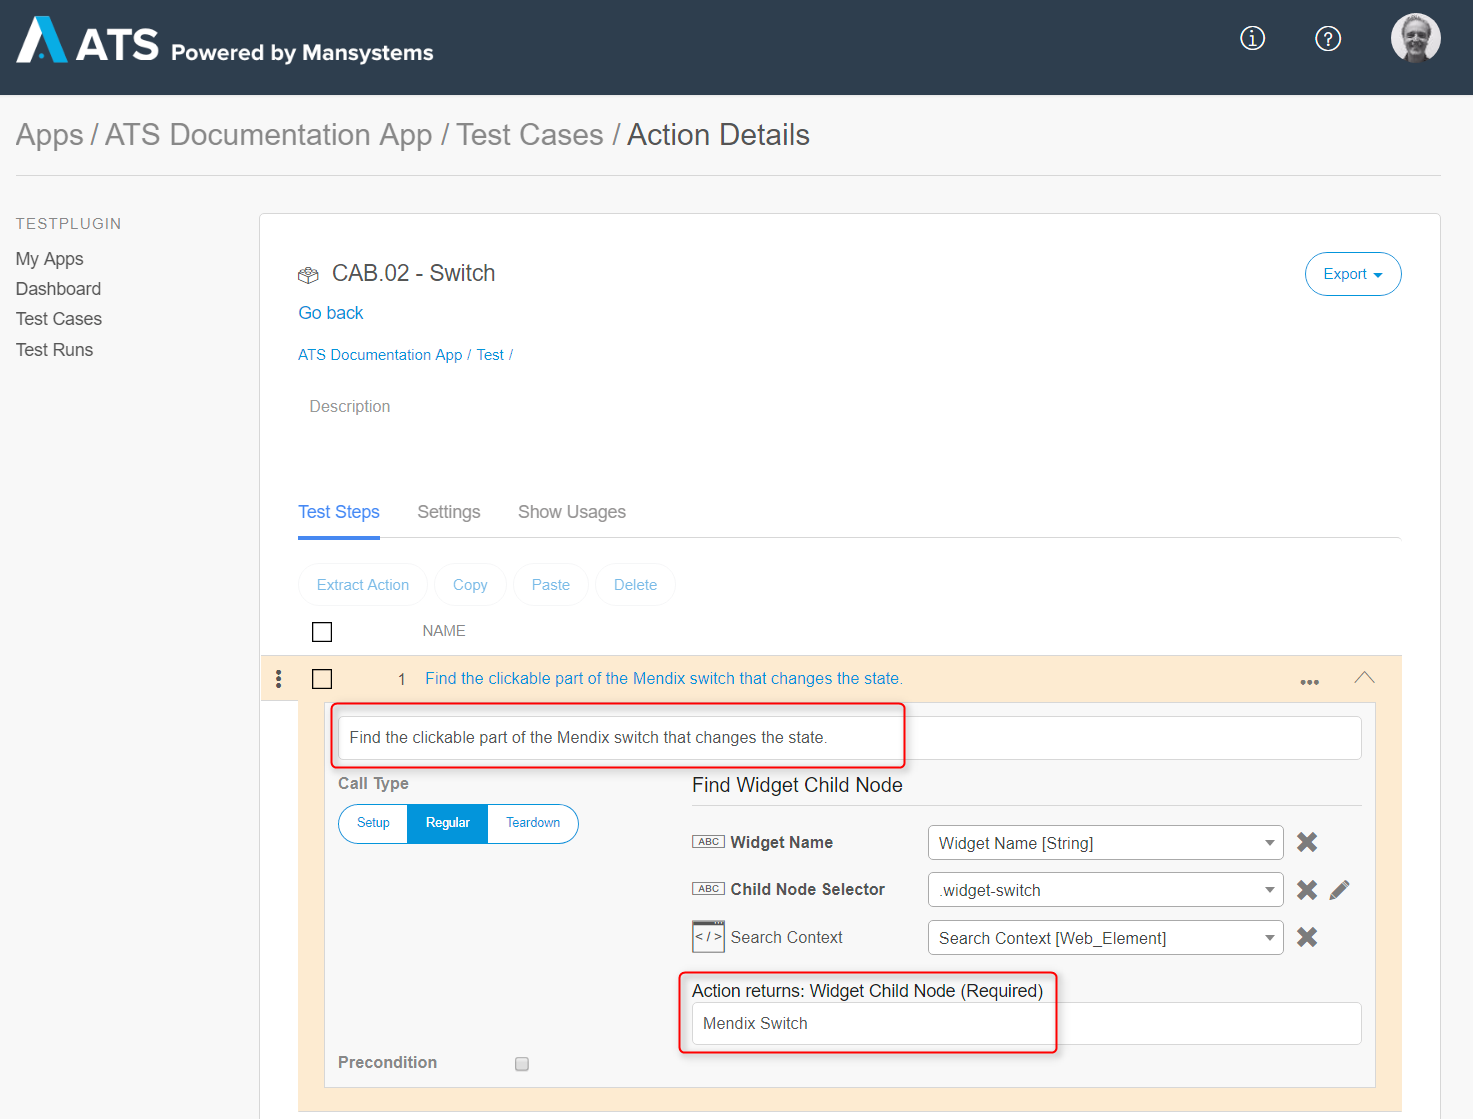 ATS Powered by Mansystems
Apps / ATS Documentation App / Test Cases / Action Details
TESTPLUGIN
My Apps
Dashboard
Test Cases
Test Runs
CAB.02 - Switch
Export
Go back
ATS Documentation App / Test /
Description
Test Steps Settings Show Usages
Extract Action Copy Paste Delete
NAME
1 Find the clickable part of the Mendix switch that changes the state.
Find the clickable part of the Mendix switch that changes the state.
Call Type
Setup Regular Teardown
Find Widget Child Node
ABC Widget Name Widget Name [String]
ABC Child Node Selector .widget-switch
</> Search Context Search Context [Web_Element]
Action returns: Widget Child Node (Required)
Mendix Switch
Precondition